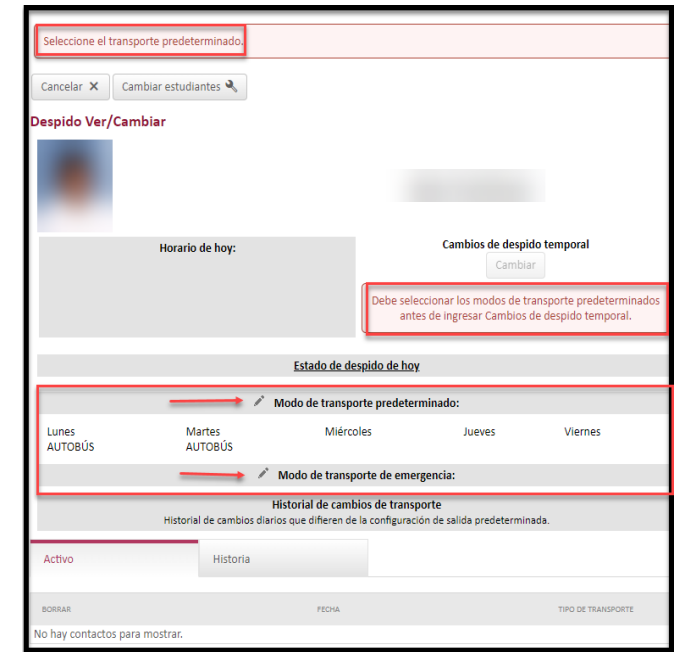 Seleccione el transporte predeterminado.
Cancelar X Cambiar estudiantes
Despido Ver/Cambiar
Horario de hoy:
Cambios de despido temporal
Cambiar
Debe seleccionar los modos de transporte predeterminados
antes de ingresar Cambios de despido temporal.
Estado de despido de hoy
Modo de transporte predeterminado:
Lunes Martes Miércoles Jueves Viernes
AUTOBÚS AUTOBÚS
Modo de transporte de emergencia:
Historial de cambios de transporte
Historial de cambios diarios que difieren de la configuración de salida predeterminada.
Activo Historia
BORRAR FECHA TIPO DE TRANSPORTE
No hay contactos para mostrar.